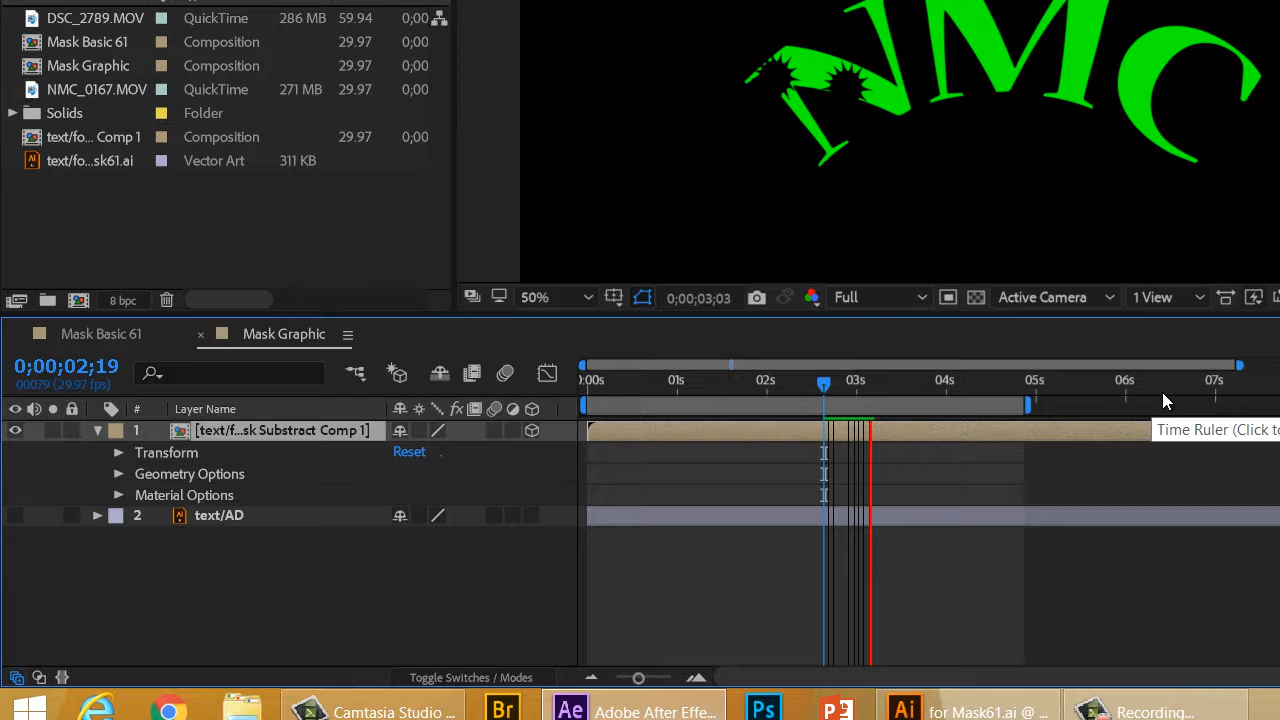 DSC_2789.MOV QuickTime 286 MB 59.94 0;00
Mask Basic 61 Composition 29.97 0;00
Mask Graphic Composition 29.97 0;00
NMC_0167.MOV QuickTime 271 MB 29.97 0;00
Solids Folder
text/fo... Comp 1 Composition 29.97 0;00
text/fo...sk61.ai Vector Art 311 KB
NMC
8 bpc
50% 0;00;03;03 Full Active Camera 1 View
Mask Basic 61 × Mask Graphic
0;00;02;19
00079 (29.97 fps)
):00s 01s 02s 03s 04s 05s 06s 07s
# Layer Name
1 [text/f...sk Substract Comp 1]
Time Ruler (Click to
Transform Reset
Geometry Options
Material Options
2 text/AD
Toggle Switches / Modes
Camtasia Studio ... Br Ae Adobe After Effe... Ps P Ai for Mask61.ai @ ... Recording...